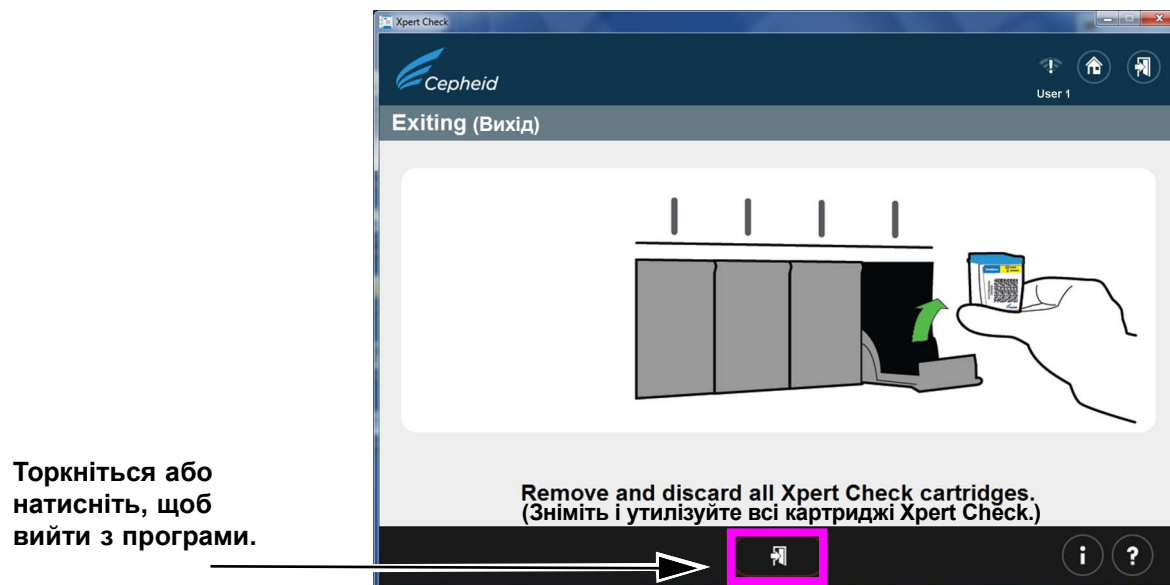 Xpert Check
Cepheid
User 1
Exiting (Вихід)
Торкніться або
натисніть, щоб
вийти з програми.
Remove and discard all Xpert Check cartridges.
(Зніміть і утилізуйте всі картриджі Xpert Check.)
i ?